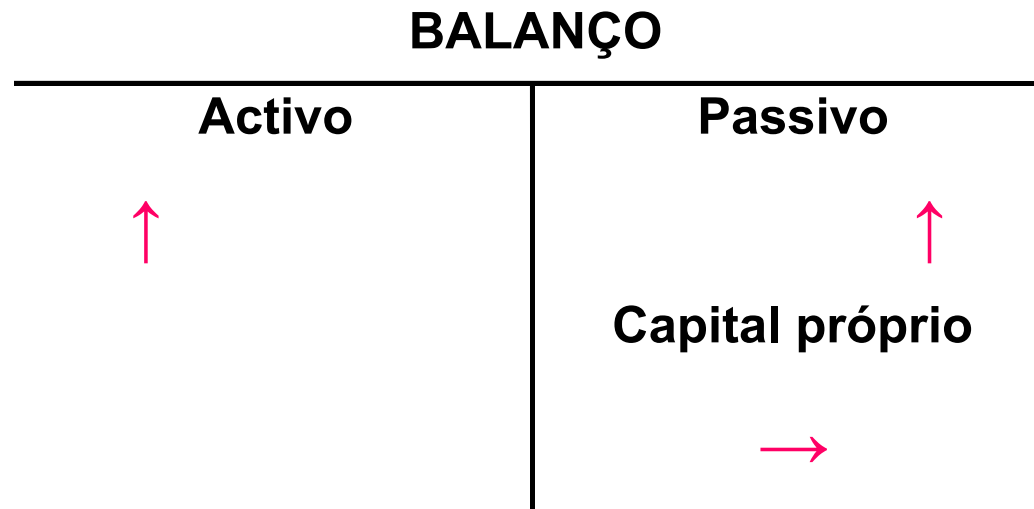 BALANÇO
Activo
Passivo
↑
↑
Capital próprio
→